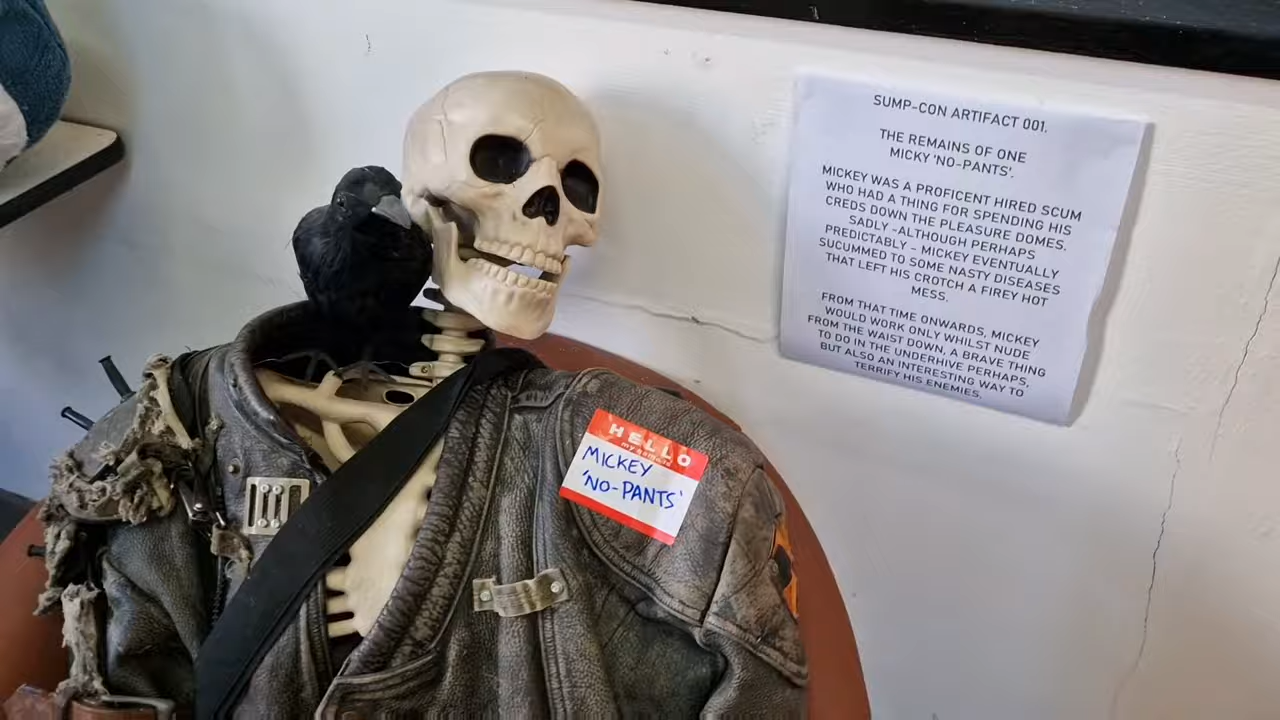 SUMP-CON ARTIFACT 001.
THE REMAINS OF ONE
MICKY 'NO-PANTS'.
MICKEY WAS A PROFICENT HIRED SCUM
WHO HAD A THING FOR SPENDING HIS
CREDS DOWN THE PLEASURE DOMES.
SADLY -ALTHOUGH PERHAPS
PREDICTABLY - MICKEY EVENTUALLY
SUCUMMED TO SOME NASTY DISEASES
THAT LEFT HIS CROTCH A FIREY HOT
MESS.
FROM THAT TIME ONWARDS, MICKEY
WOULD WORK ONLY WHILST NUDE
FROM THE WAIST DOWN, A BRAVE THING
TO DO IN THE UNDERHIVE PERHAPS,
BUT ALSO AN INTERESTING WAY TO
TERRIFY HIS ENEMIES.
HELLO
my name is
MICKEY
'NO-PANTS'